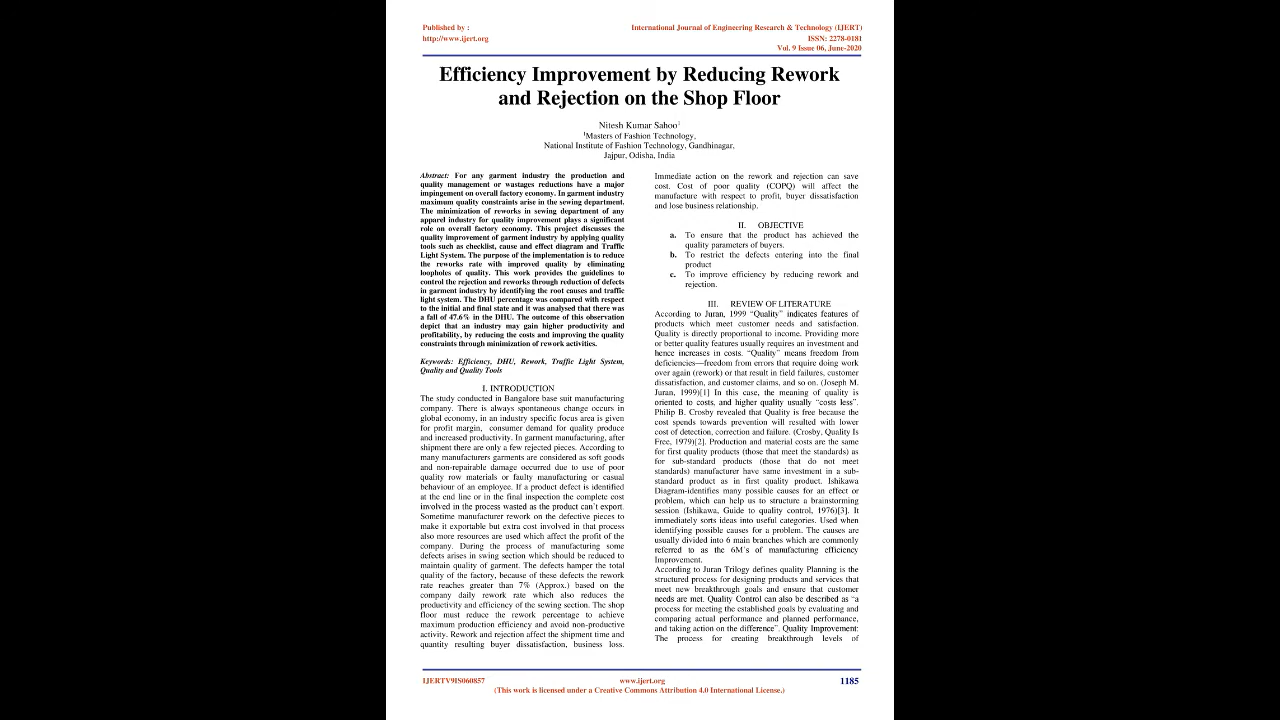 Published by :
http://www.ijert.org
International Journal of Engineering Research & Technology (IJERT)
ISSN: 2278-0181
Vol. 9 Issue 06, June-2020
Efficiency Improvement by Reducing Rework
and Rejection on the Shop Floor
Nitesh Kumar Sahoo1
1Masters of Fashion Technology,
National Institute of Fashion Technology, Gandhinagar,
Jajpur, Odisha, India
Abstract: For any garment industry the production and
quality management or wastages reductions have a major
impingement on overall factory economy. In garment industry
maximum quality constraints arise in the sewing department.
The minimization of reworks in sewing department of any
apparel industry for quality improvement plays a significant
role on overall factory economy. This project discusses the
quality improvement of garment industry by applying quality
tools such as checklist, cause and effect diagram and Traffic
Light System. The purpose of the implementation is to reduce
the reworks rate with improved quality by eliminating
loopholes of quality. This work provides the guidelines to
control the rejection and reworks through reduction of defects
in garment industry by identifying the root causes and traffic
light system. The DHU percentage was compared with respect
to the initial and final state and it was analysed that there was
a fall of 47.6% in the DHU. The outcome of this observation
depict that an industry may gain higher productivity and
profitability, by reducing the costs and improving the quality
constraints through minimization of rework activities.
Keywords: Efficiency, DHU, Rework, Traffic Light System,
Quality and Quality Tools
I. INTRODUCTION
The study conducted in Bangalore base suit manufacturing
company. There is always spontaneous change occurs in
global economy, in an industry specific focus area is given
for profit margin, consumer demand for quality produce
and increased productivity. In garment manufacturing, after
shipment there are only a few rejected pieces. According to
many manufacturers garments are considered as soft goods
and non-repairable damage occurred due to use of poor
quality row materials or faulty manufacturing or casual
behaviour of an employee. If a product defect is identified
at the end line or in the final inspection the complete cost
involved in the process wasted as the product can't export.
Sometime manufacturer rework on the defective pieces to
make it exportable but extra cost involved in that process
also more resources are used which affect the profit of the
company. During the process of manufacturing some
defects arises in swing section which should be reduced to
maintain quality of garment. The defects hamper the total
quality of the factory, because of these defects the rework
rate reaches greater than 7% (Approx.) based on the
company daily rework rate which also reduces the
productivity and efficiency of the sewing section. The shop
floor must reduce the rework percentage to achieve
maximum production efficiency and avoid non-productive
activity. Rework and rejection affect the shipment time and
quantity resulting buyer dissatisfaction, business loss.
Immediate action on the rework and rejection can save
cost. Cost of poor quality (COPQ) will affect the
manufacture with respect to profit, buyer dissatisfaction
and lose business relationship.
II. OBJECTIVE
a. To ensure that the product has achieved the
quality parameters of buyers.
b. To restrict the defects entering into the final
product
c. To improve efficiency by reducing rework and
rejection.
III. REVIEW OF LITERATURE
According to Juran, 1999 “Quality” indicates features of
products which meet customer needs and satisfaction.
Quality is directly proportional to income. Providing more
or better quality features usually requires an investment and
hence increases in costs. “Quality” means freedom from
deficiencies—freedom from errors that require doing work
over again (rework) or that result in field failures, customer
dissatisfaction, and customer claims, and so on. (Joseph M.
Juran, 1999)[1] In this case, the meaning of quality is
oriented to costs, and higher quality usually “costs less”.
Philip B. Crosby revealed that Quality is free because the
cost spends towards prevention will resulted with lower
cost of detection, correction and failure. (Crosby, Quality Is
Free, 1979)[2]. Production and material costs are the same
for first quality products (those that meet the standards) as
for sub-standard products (those that do not meet
standards) manufacturer have same investment in a sub-
standard product as in first quality product. Ishikawa
Diagram-identifies many possible causes for an effect or
problem, which can help us to structure a brainstorming
session (Ishikawa, Guide to quality control, 1976)[3]. It
immediately sorts ideas into useful categories. Used when
identifying possible causes for a problem. The causes are
usually divided into 6 main branches which are commonly
referred to as the 6M's of manufacturing efficiency
Improvement.
According to Juran Trilogy defines quality Planning is the
structured process for designing products and services that
meet new breakthrough goals and ensure that customer
needs are met. Quality Control can also be described as “a
process for meeting the established goals by evaluating and
comparing actual performance and planned performance,
and taking action on the difference”. Quality Improvement:
The process for creating breakthrough levels of
IJERTV9IS060857
www.ijert.org
(This work is licensed under a Creative Commons Attribution 4.0 International License.)
1185